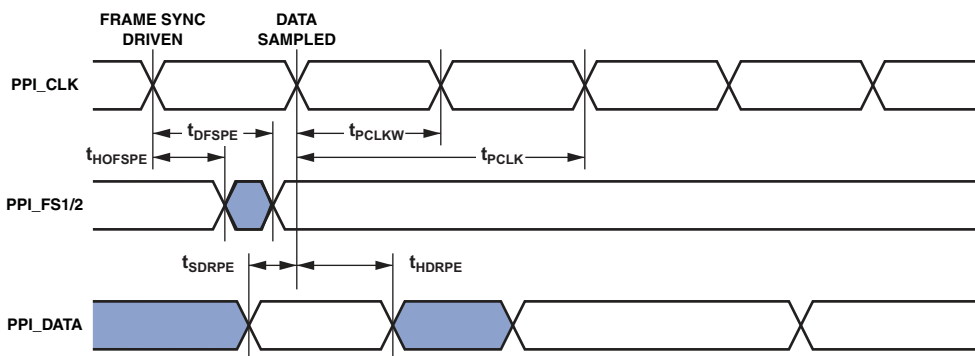 FRAME SYNC
DRIVEN
DATA
SAMPLED
PPI_CLK
tDFSPE
tPCLKW
tHOFSPE
tPCLK
PPI_FS1/2
tSDRPE
tHDRPE
PPI_DATA